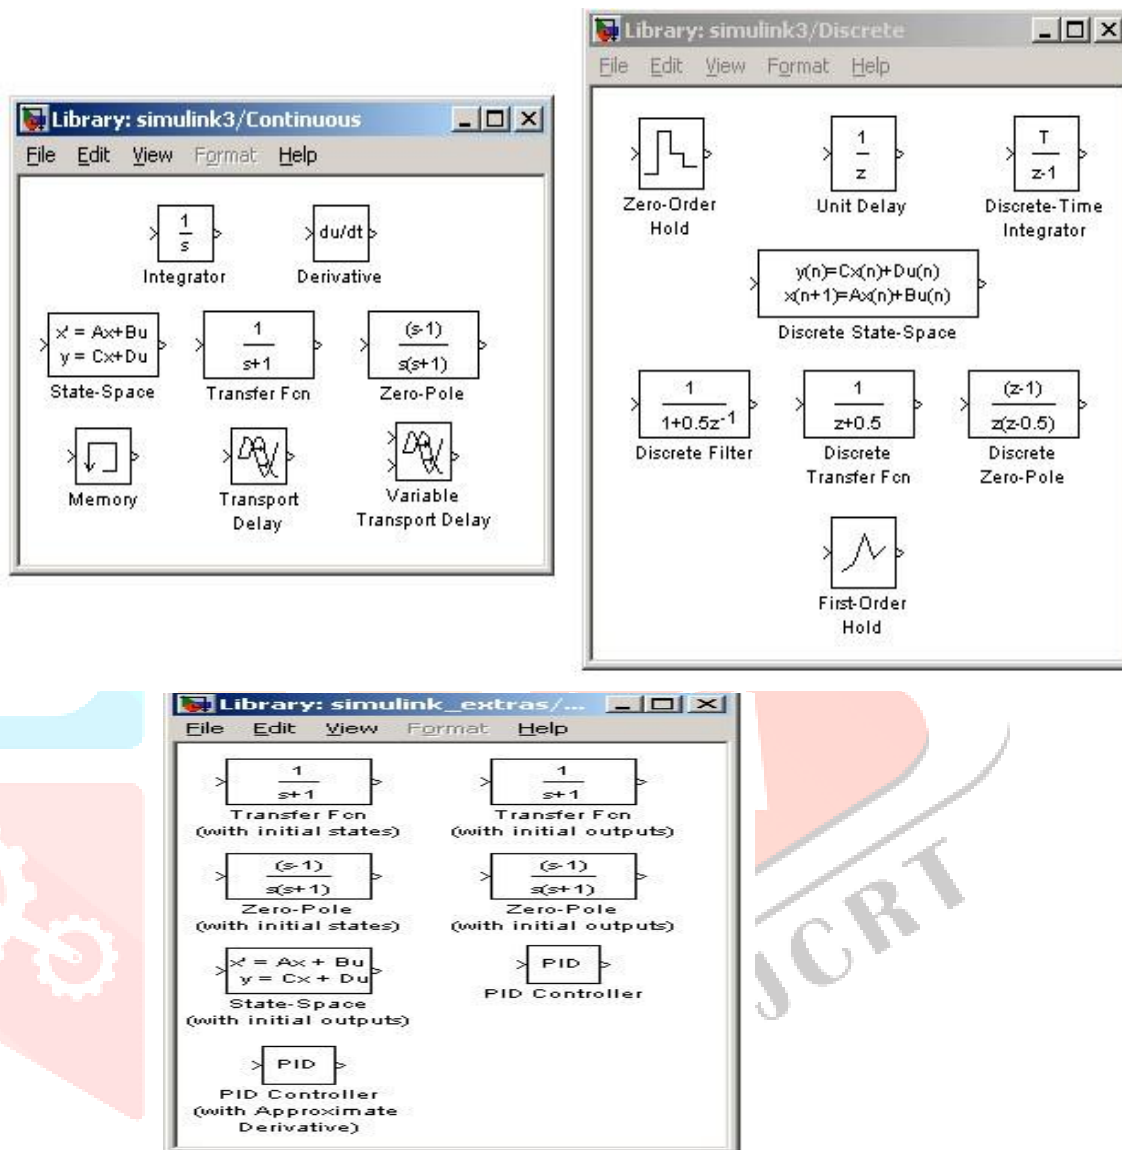 Library: simulink3/Continuous
File Edit View Format Help
1
s
Integrator
du/dt
Derivative
x' = Ax+Bu
y = Cx+Du
State-Space
1
s+1
Transfer Fcn
(s-1)
s(s+1)
Zero-Pole
Memory
Transport
Delay
Variable
Transport Delay
Library: simulink3/Discrete
File Edit View Format Help
Zero-Order
Hold
1
z
Unit Delay
T
z-1
Discrete-Time
Integrator
y(n)=Cx(n)+Du(n)
x(n+1)=Ax(n)+Bu(n)
Discrete State-Space
1
1+0.5z-1
Discrete Filter
1
z+0.5
Discrete
Transfer Fcn
(z-1)
z(z-0.5)
Discrete
Zero-Pole
First-Order
Hold
Library: simulink_extras/...
File Edit View Format Help
1
s+1
Transfer Fcn
(with initial states)
1
s+1
Transfer Fcn
(with initial outputs)
(s-1)
s(s+1)
Zero-Pole
(with initial states)
(s-1)
s(s+1)
Zero-Pole
(with initial outputs)
x' = Ax + Bu
y = Cx + Du
State-Space
(with initial outputs)
PID
PID Controller
PID
PID Controller
(with Approximate
Derivative)
JCRT